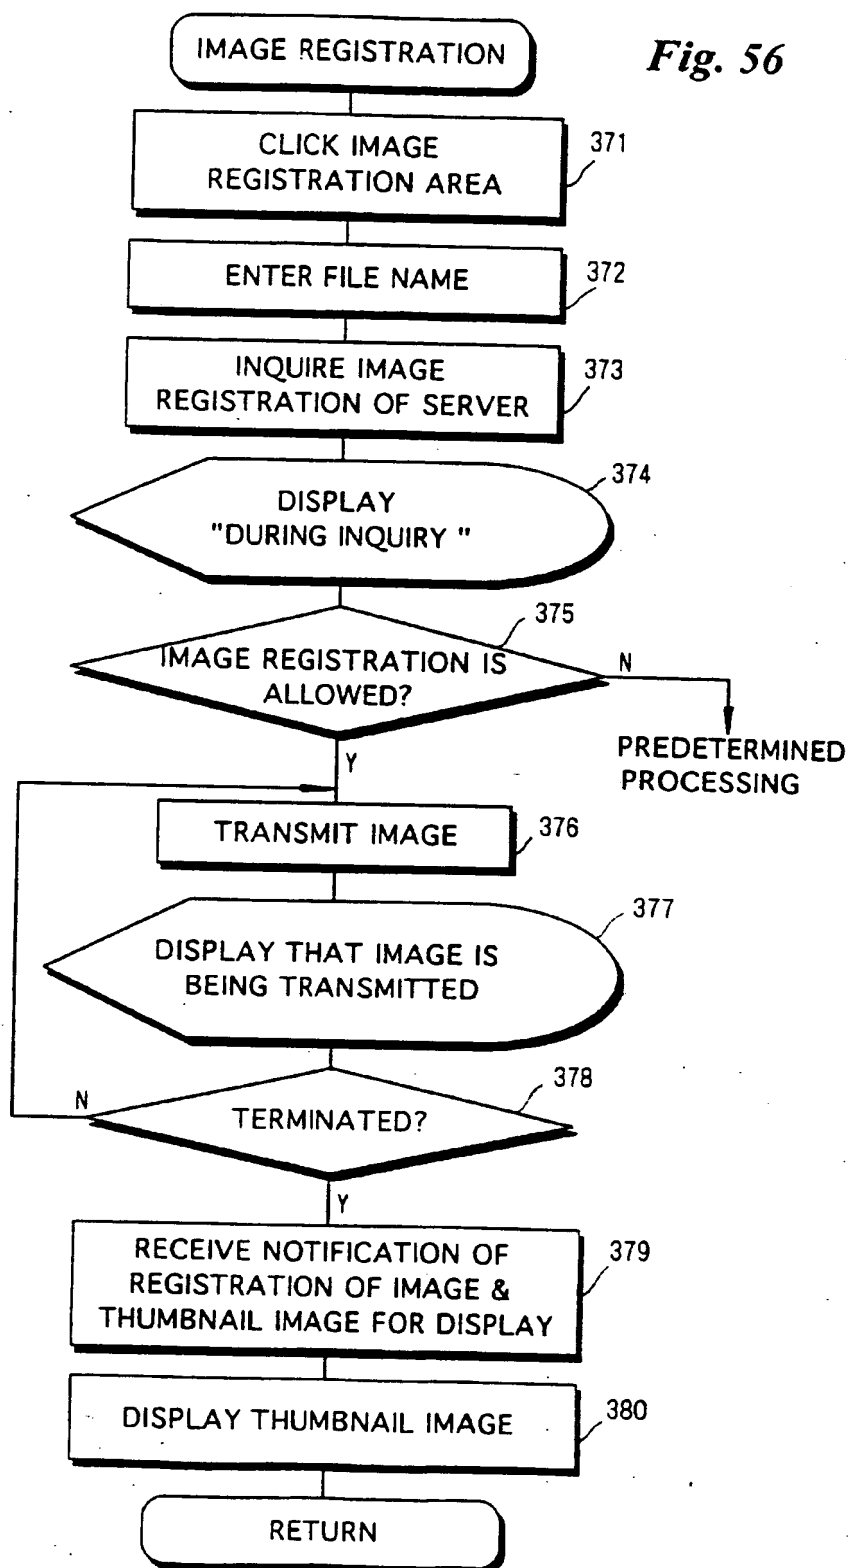 IMAGE REGISTRATION
Fig. 56
CLICK IMAGE
REGISTRATION AREA
371
ENTER FILE NAME
372
INQUIRE IMAGE
REGISTRATION OF SERVER
373
DISPLAY
"DURING INQUIRY "
374
IMAGE REGISTRATION IS
ALLOWED?
375
N
PREDETERMINED
PROCESSING
Y
TRANSMIT IMAGE
376
DISPLAY THAT IMAGE IS
BEING TRANSMITTED
377
TERMINATED?
378
N
Y
RECEIVE NOTIFICATION OF
REGISTRATION OF IMAGE &
THUMBNAIL IMAGE FOR DISPLAY
379
DISPLAY THUMBNAIL IMAGE
380
RETURN